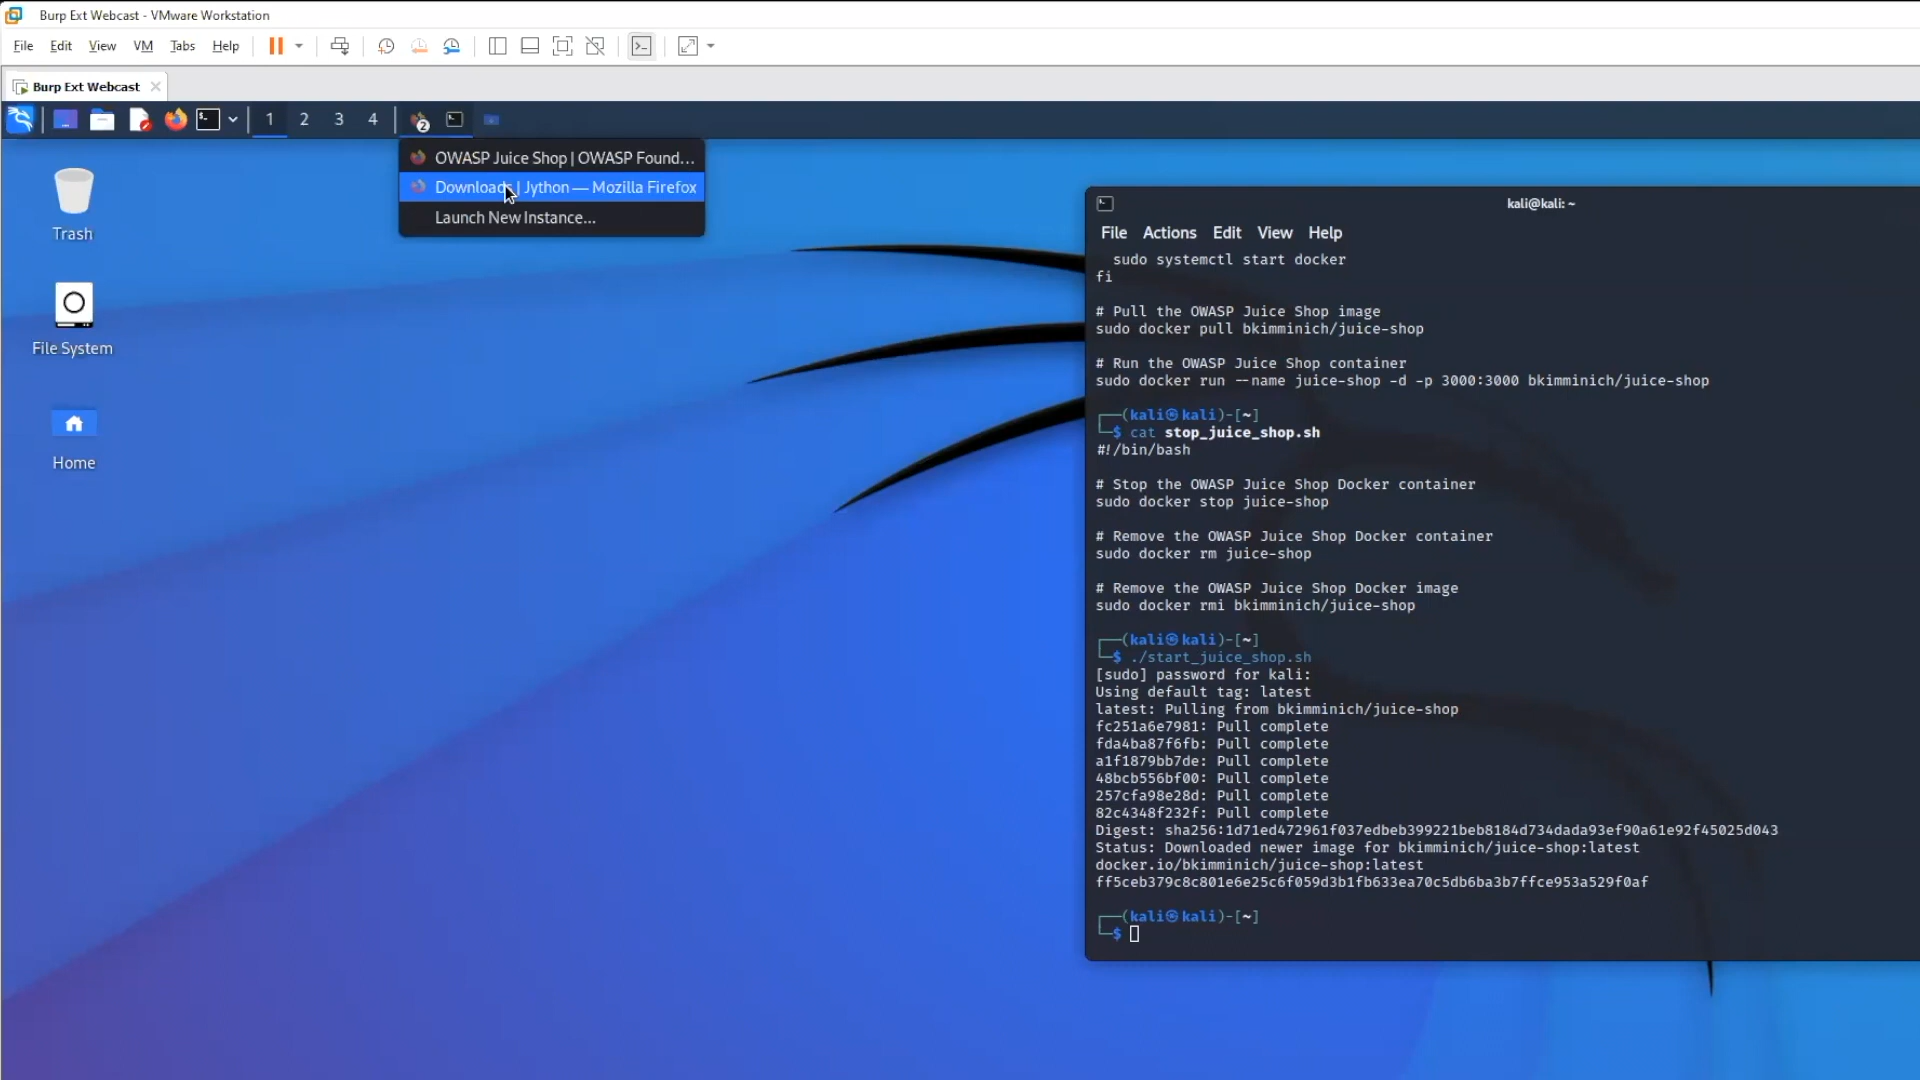 Burp Ext Webcast - VMware Workstation
File Edit View VM Tabs Help
Burp Ext Webcast
1 2 3 4
2
OWASP Juice Shop | OWASP Found...
Downloads | Jython — Mozilla Firefox
Launch New Instance...
Trash
File System
Home
kali@kali: ~
File Actions Edit View Help
sudo systemctl start docker
fi
# Pull the OWASP Juice Shop image
sudo docker pull bkimminich/juice-shop
# Run the OWASP Juice Shop container
sudo docker run --name juice-shop -d -p 3000:3000 bkimminich/juice-shop
┌──(kali㉿kali)-[~]
└─$ cat stop_juice_shop.sh
#!/bin/bash
# Stop the OWASP Juice Shop Docker container
sudo docker stop juice-shop
# Remove the OWASP Juice Shop Docker container
sudo docker rm juice-shop
# Remove the OWASP Juice Shop Docker image
sudo docker rmi bkimminich/juice-shop
┌──(kali㉿kali)-[~]
└─$ ./start_juice_shop.sh
[sudo] password for kali:
Using default tag: latest
latest: Pulling from bkimminich/juice-shop
fc251a6e7981: Pull complete
fda4ba87f6fb: Pull complete
a1f1879bb7de: Pull complete
48bcb556bf00: Pull complete
257cfa98e28d: Pull complete
82c4348f232f: Pull complete
Digest: sha256:1d71ed472961f037edbeb399221beb8184d734dada93ef90a61e92f45025d043
Status: Downloaded newer image for bkimminich/juice-shop:latest
docker.io/bkimminich/juice-shop:latest
ff5ceb379c8c801e6e25c6f059d3b1fb633ea70c5db6ba3b7ffce953a529f0af
┌──(kali㉿kali)-[~]
└─$